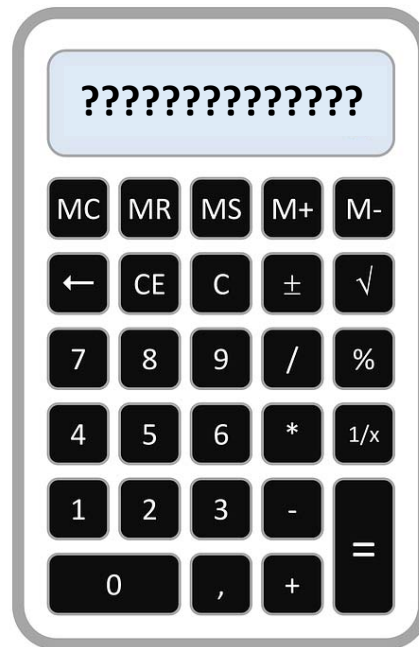 ???????????????
MC MR MS M+ M-
← CE C ± √
7 8 9 / %
4 5 6 * 1/x
1 2 3 -
0 , + =